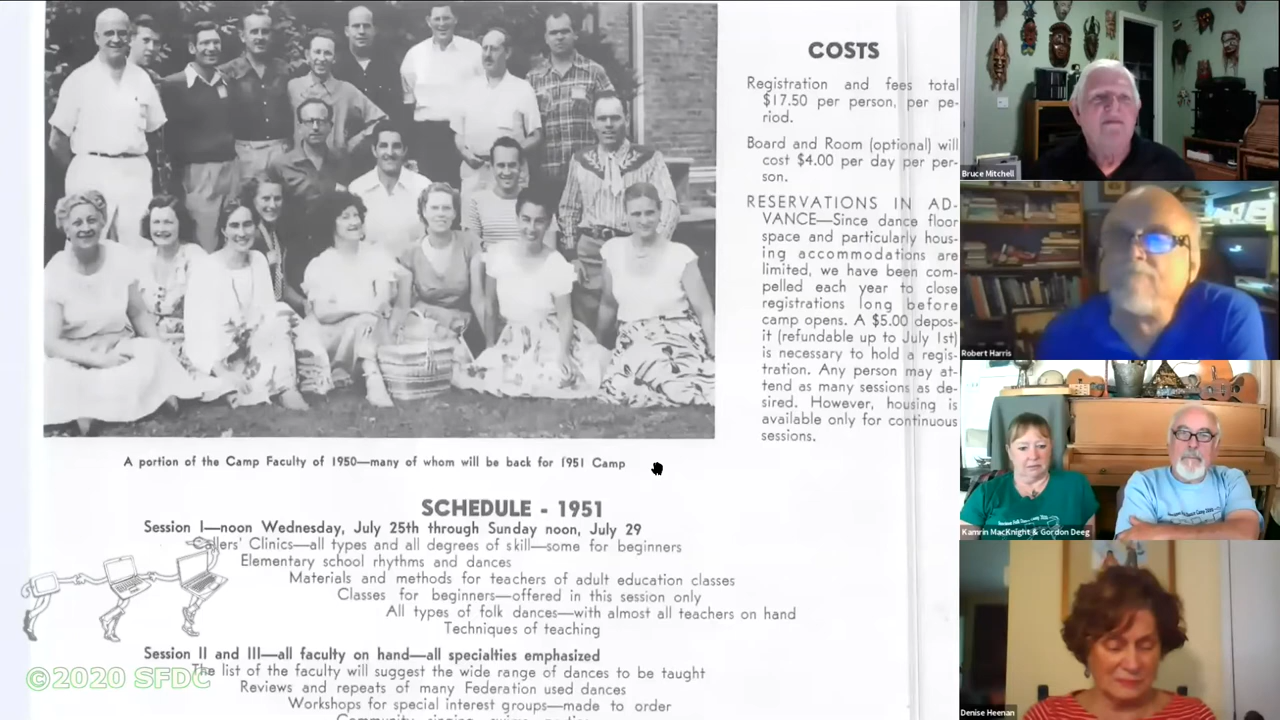 COSTS
Registration and fees total
$17.50 per person, per pe-
riod.
Board and Room (optional) will
cost $4.00 per day per per-
son.
RESERVATIONS IN AD-
VANCE—Since dance floor
space and particularly hous-
ing accommodations are
limited, we have been com-
pelled each year to close
registrations long before
camp opens. A $5.00 depos-
it (refundable up to July 1st)
is necessary to hold a regis-
tration. Any person may at-
tend as many sessions as de-
sired. However, housing is
available only for continuous
sessions.
A portion of the Camp Faculty of 1950—many of whom will be back for 1951 Camp
SCHEDULE - 1951
Session I—noon Wednesday, July 25th through Sunday noon, July 29
Callers' Clinics—all types and all degrees of skill—some for beginners
Elementary school rhythms and dances
Materials and methods for teachers of adult education classes
Classes for beginners—offered in this session only
All types of folk dances—with almost all teachers on hand
Techniques of teaching
Session II and III—all faculty on hand—all specialties emphasized
The list of the faculty will suggest the wide range of dances to be taught
Reviews and repeats of many Federation used dances
Workshops for special interest groups—made to order
©2020 SFDC
Bruce Mitchell
Robert Harris
Kamrin MacKnight & Gordon Deeg
Denise Heenan